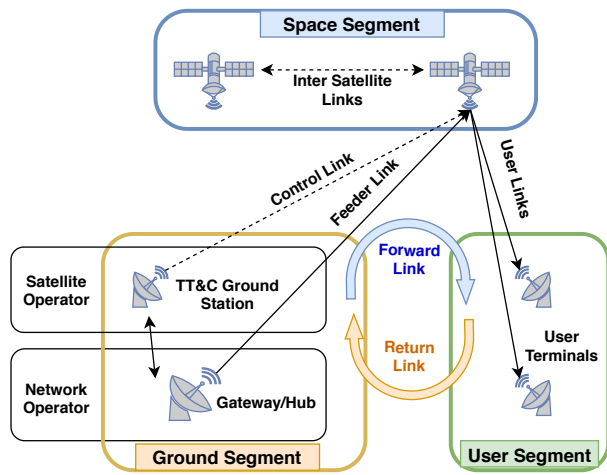 Space Segment
Inter Satellite
Links
Control Link
Feeder Link
User Links
Satellite
Operator
TT&C Ground
Station
Forward
Link
Return
Link
User
Terminals
Network
Operator
Gateway/Hub
Ground Segment
User Segment